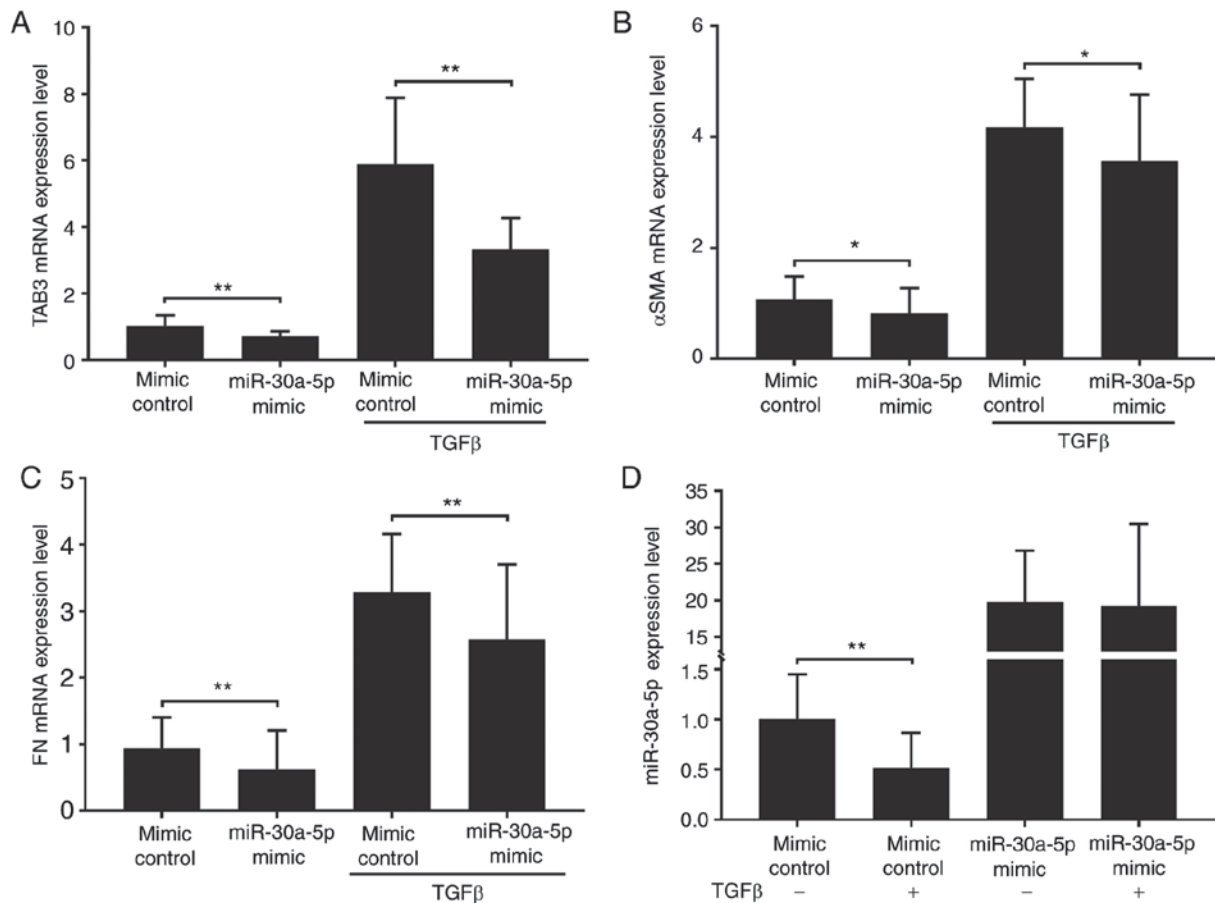 A
TAB3 mRNA expression level
10
8
6
4
2
0
**
**
Mimic
control
miR-30a-5p
mimic
Mimic
control
miR-30a-5p
mimic
TGFβ
B
αSMA mRNA expression level
6
4
2
0
*
*
Mimic
control
miR-30a-5p
mimic
Mimic
control
miR-30a-5p
mimic
TGFβ
C
FN mRNA expression level
5
4
3
2
1
0
**
**
Mimic
control
miR-30a-5p
mimic
Mimic
control
miR-30a-5p
mimic
TGFβ
D
miR-30a-5p expression level
35
30
25
20
15
1.5
1.0
0.5
0.0
**
Mimic
control
Mimic
control
miR-30a-5p
mimic
miR-30a-5p
mimic
TGFβ − + − +